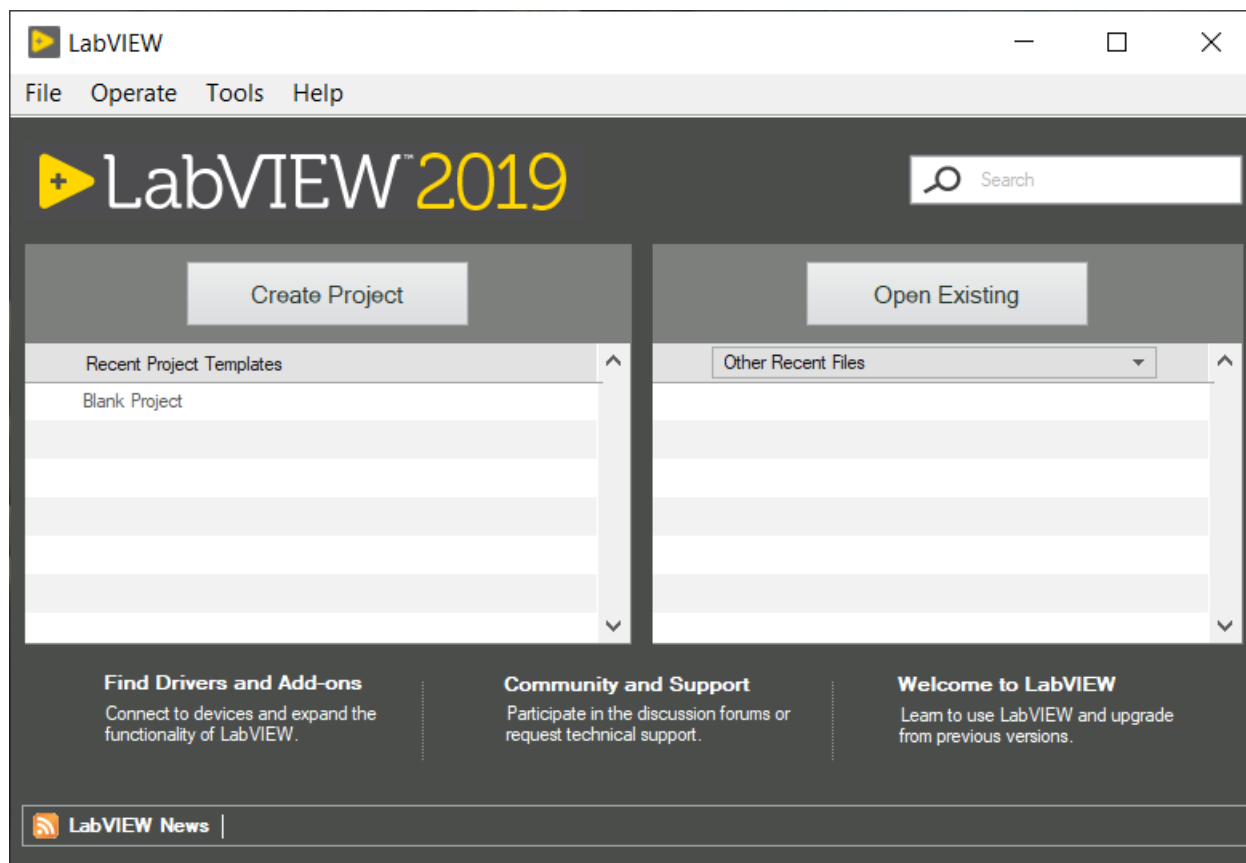 LabVIEW
File Operate Tools Help
LabVIEW™ 2019
Search
Create Project
Open Existing
Recent Project Templates
Other Recent Files
Blank Project
Find Drivers and Add-ons
Connect to devices and expand the
functionality of LabVIEW.
Community and Support
Participate in the discussion forums or
request technical support.
Welcome to LabVIEW
Learn to use LabVIEW and upgrade
from previous versions.
LabVIEW News